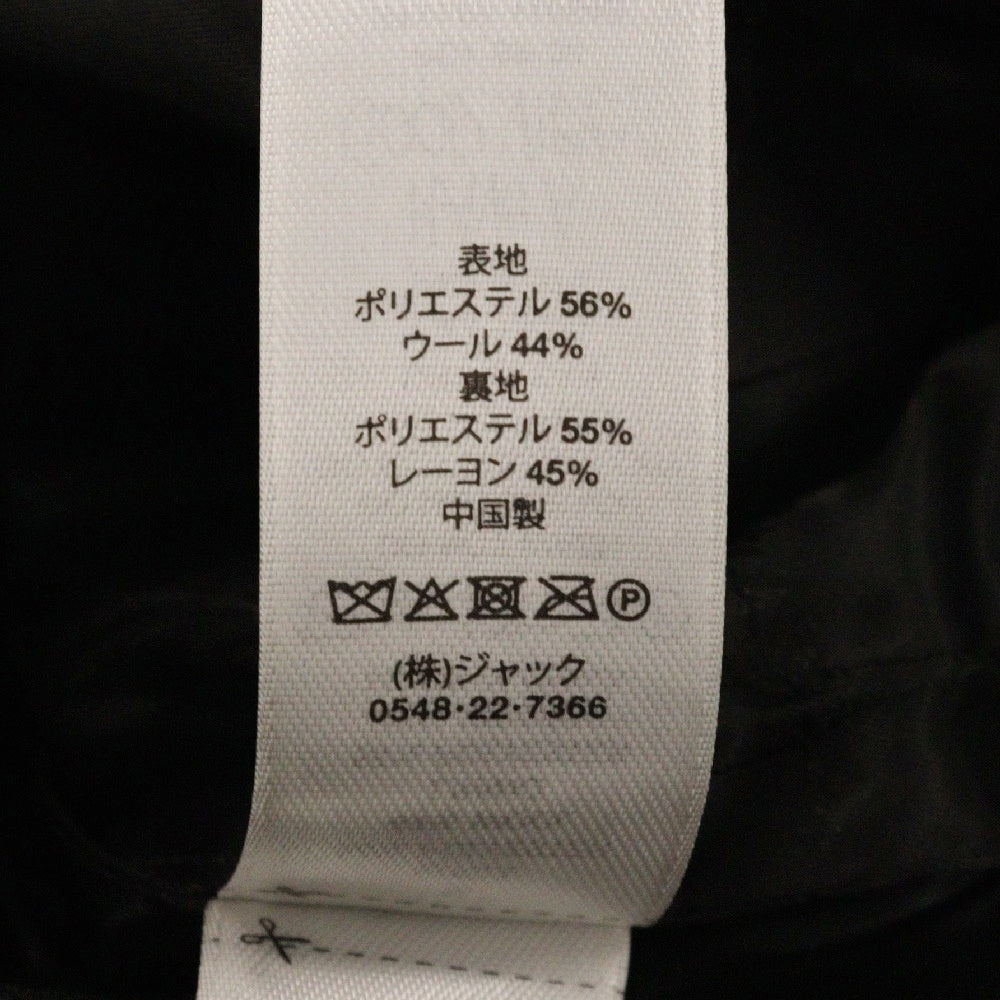 表地
ポリエステル 56%
ウール 44%
裏地
ポリエステル 55%
レーヨン 45%
中国製
P
(株)ジャック
0548・22・7366